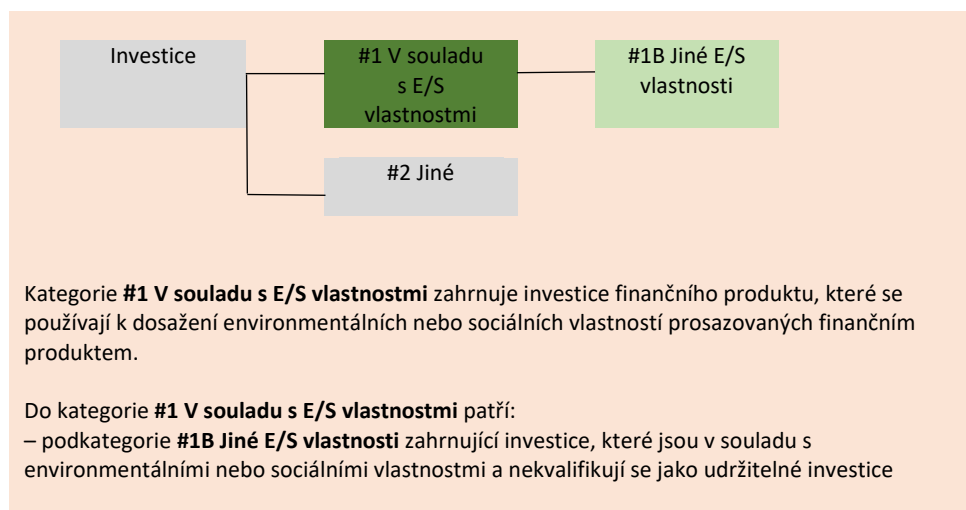 Investice
#1 V souladu
s E/S
vlastnostmi
#1B Jiné E/S
vlastnosti
#2 Jiné
Kategorie #1 V souladu s E/S vlastnostmi zahrnuje investice finančního produktu, které se
používají k dosažení environmentálních nebo sociálních vlastností prosazovaných finančním
produktem.
Do kategorie #1 V souladu s E/S vlastnostmi patří:
– podkategorie #1B Jiné E/S vlastnosti zahrnující investice, které jsou v souladu s
environmentálními nebo sociálními vlastnostmi a nekvalifikují se jako udržitelné investice